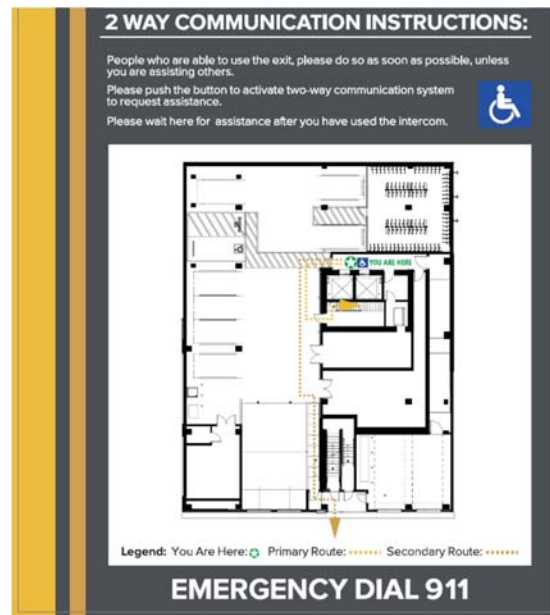 2 WAY COMMUNICATION INSTRUCTIONS:
People who are able to use the exit, please do so as soon as possible, unless
you are assisting others.
Please push the button to activate two-way communication system
to request assistance.
Please wait here for assistance after you have used the intercom.
YOU ARE HERE
Legend: You Are Here: Primary Route: Secondary Route:
EMERGENCY DIAL 911